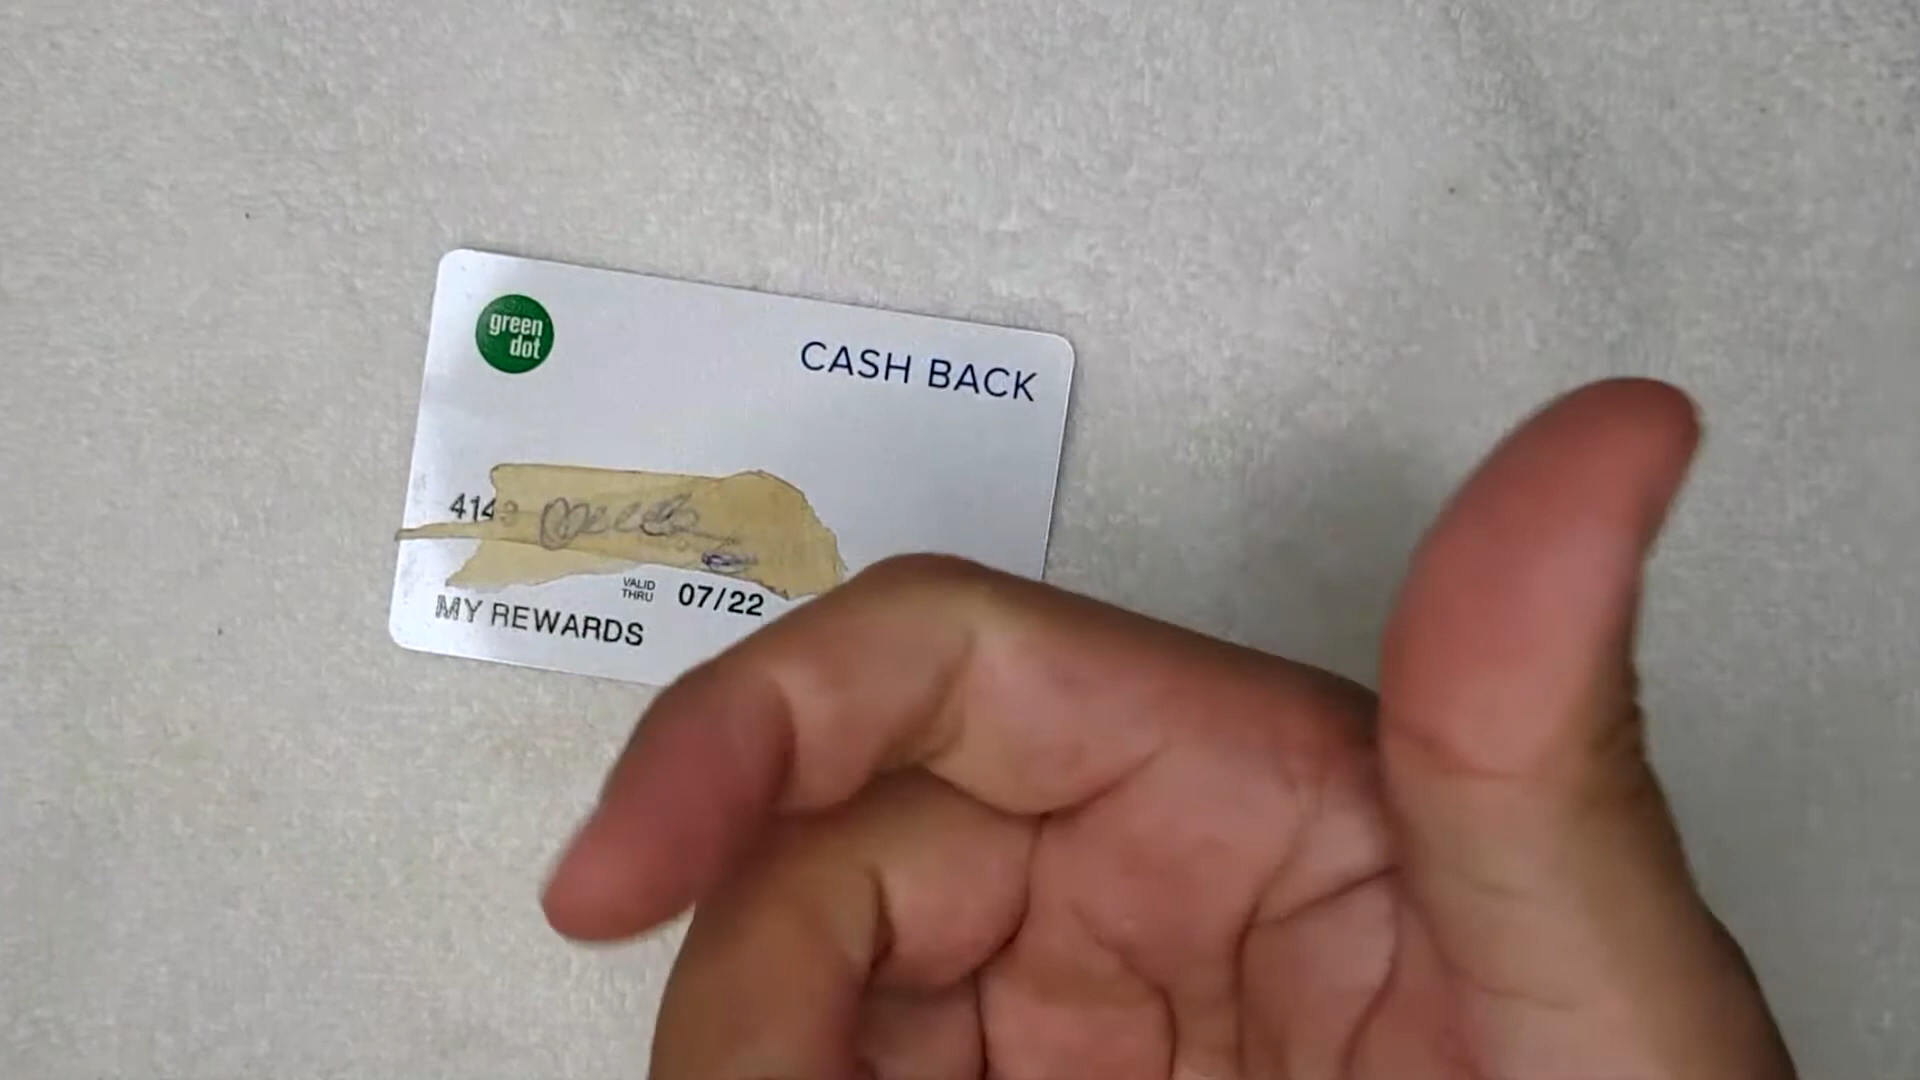 green
dot
CASH BACK
414
VALID
THRU 07/22
MY REWARDS